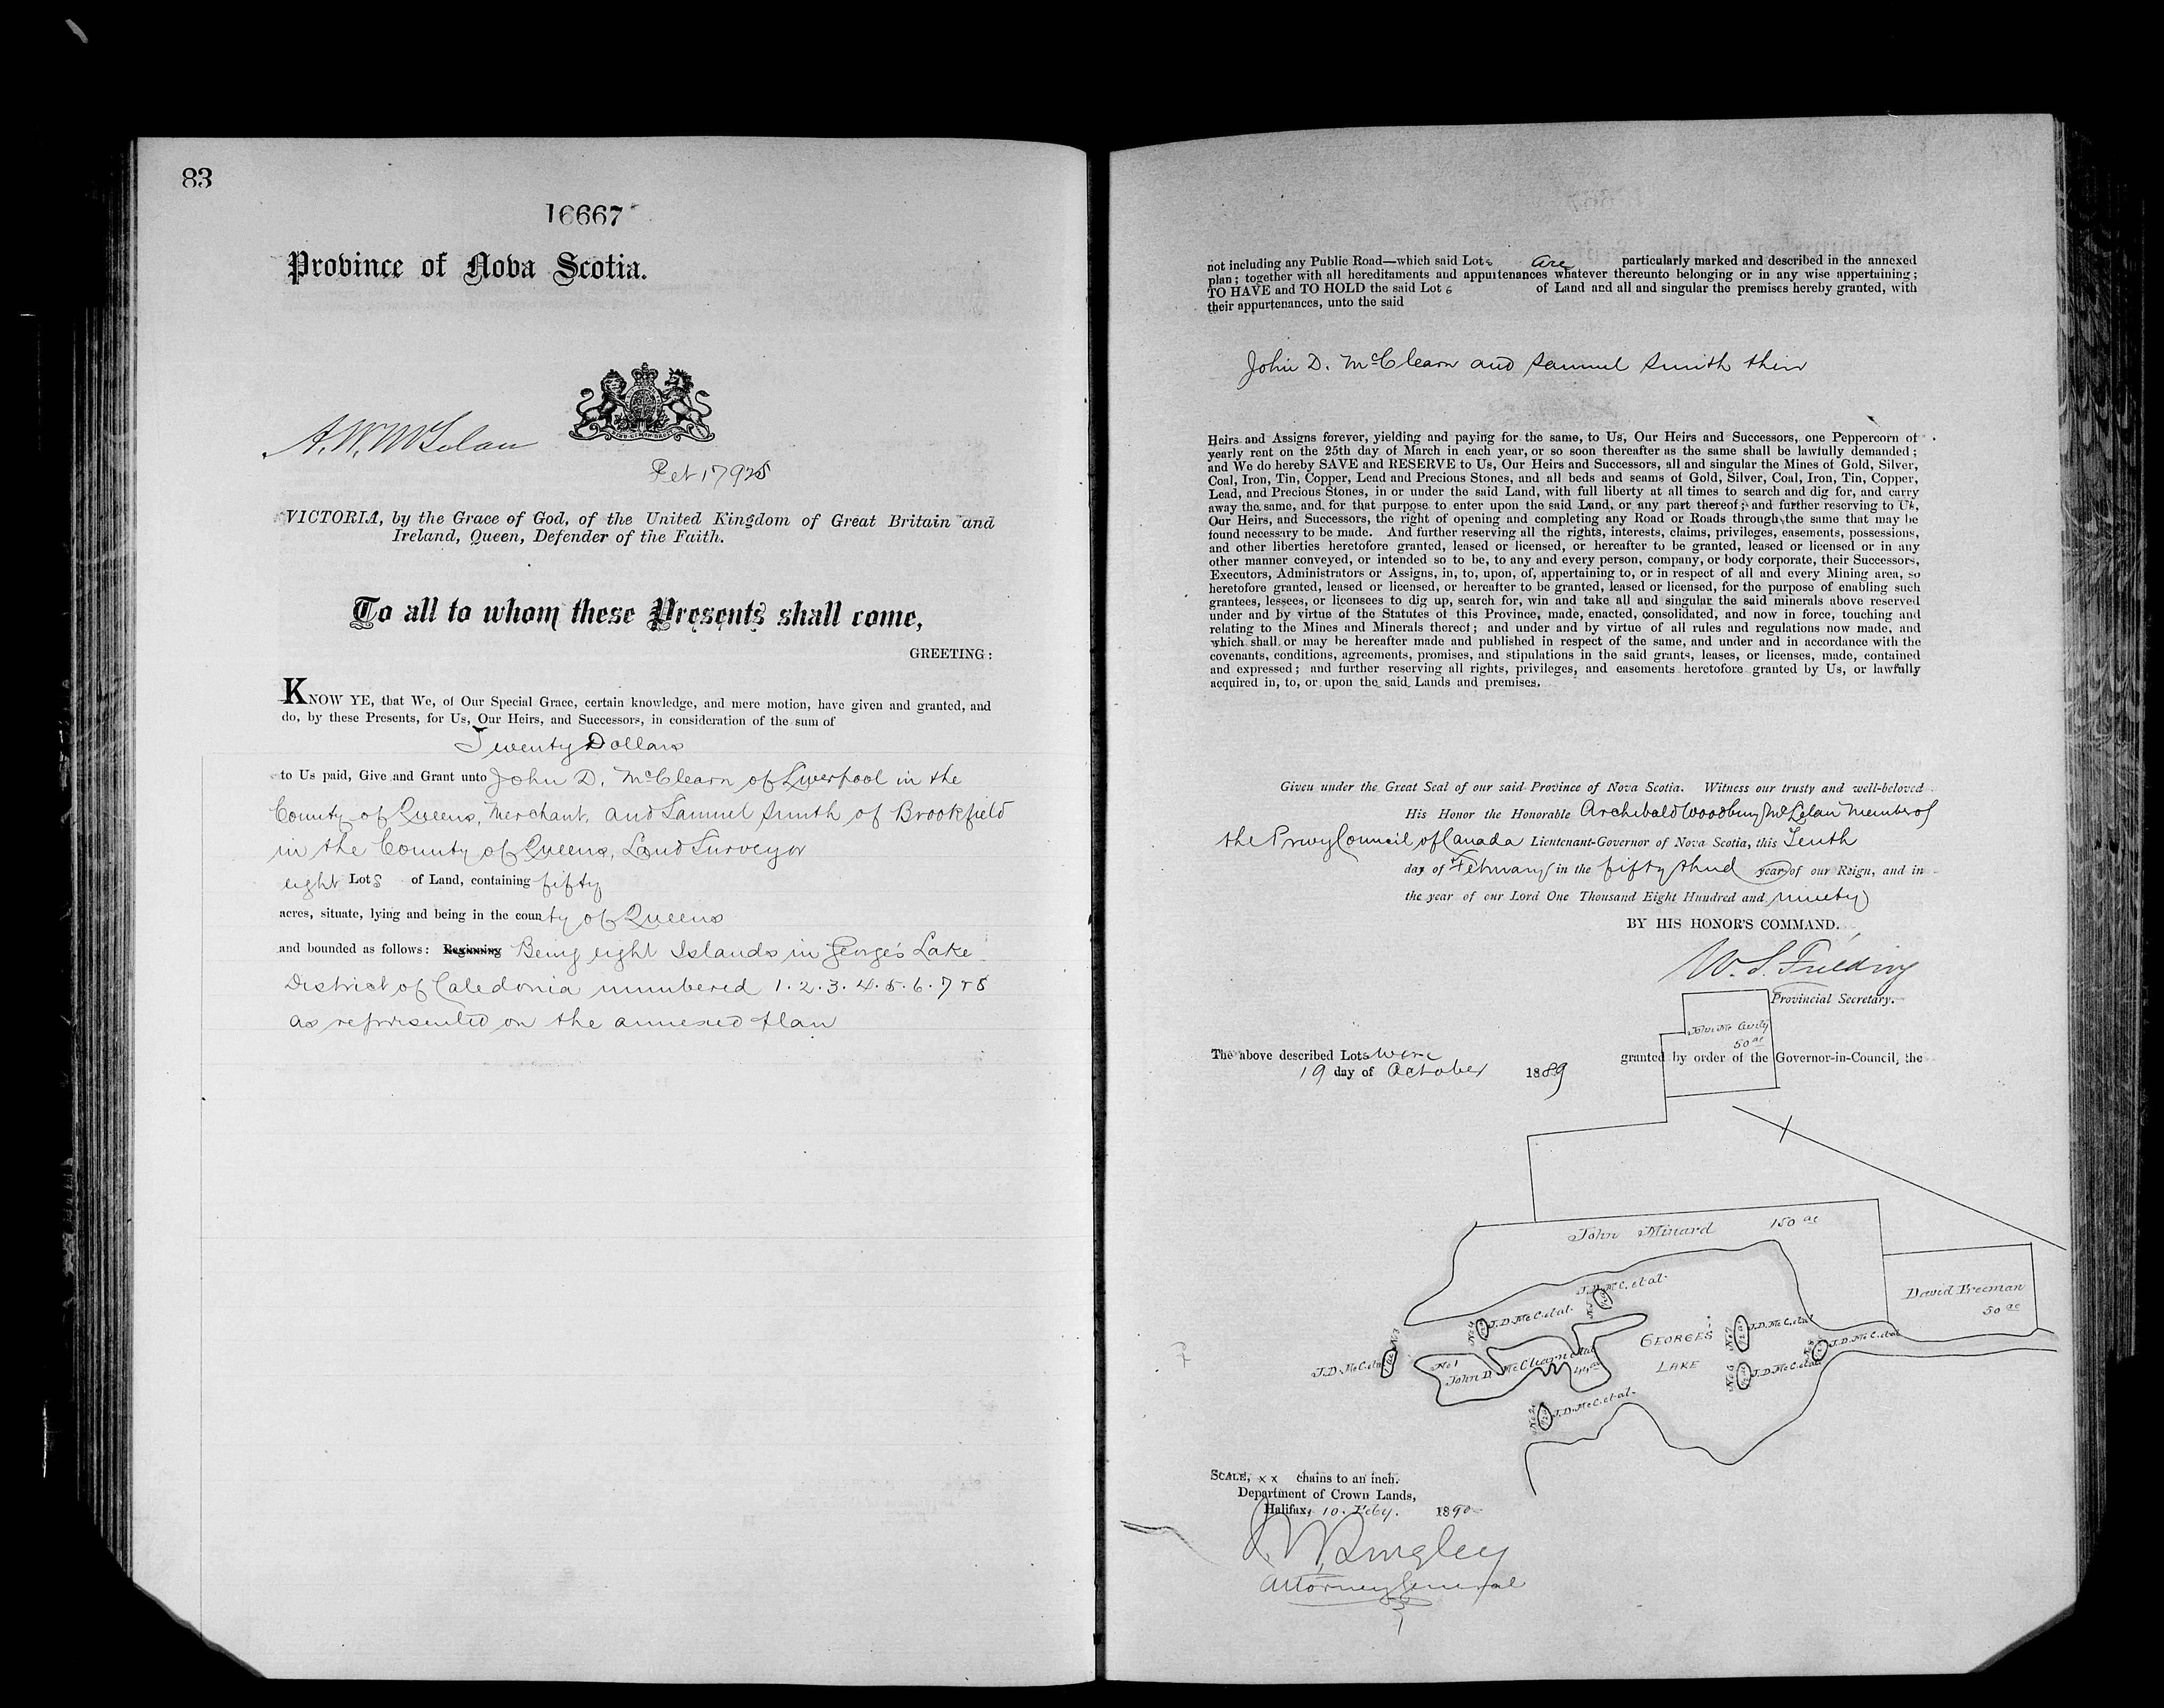 83
16667
Province of Nova Scotia.
A. W. McLelan
Pet 17925
VICTORIA, by the Grace of God, of the United Kingdom of Great Britain and
Ireland, Queen, Defender of the Faith.
To all to whom these Presents shall come,
GREETING:
KNOW YE, that We, of Our Special Grace, certain knowledge, and mere motion, have given and granted, and
do, by these Presents, for Us, Our Heirs, and Successors, in consideration of the sum of
Twenty Dollars
to Us paid, Give and Grant unto John D. McClearn of Liverpool in the
County of Queens, Merchant, and Samuel Smith of Brookfield
in the County of Queens, Land Surveyor
eight Lots of Land, containing fifty
acres, situate, lying and being in the county of Queens
and bounded as follows: Beginning Being eight Islands in George's Lake
District of Caledonia numbered 1.2.3.4.5.6.7 & 8
as represented on the annexed plan
not including any Public Road—which said Lots are particularly marked and described in the annexed
plan; together with all hereditaments and appurtenances whatever thereunto belonging or in any wise appertaining;
TO HAVE and TO HOLD the said Lots of Land and all and singular the premises hereby granted, with
their appurtenances, unto the said
John D. McClearn and Samuel Smith their
Heirs and Assigns forever, yielding and paying for the same, to Us, Our Heirs and Successors, one Peppercorn of
yearly rent on the 25th day of March in each year, or so soon thereafter as the same shall be lawfully demanded;
and We do hereby SAVE and RESERVE to Us, Our Heirs and Successors, all and singular the Mines of Gold, Silver,
Coal, Iron, Tin, Copper, Lead and Precious Stones, and all beds and seams of Gold, Silver, Coal, Iron, Tin, Copper,
Lead, and Precious Stones, in or under the said Land, with full liberty at all times to search and dig for, and carry
away the same, and for that purpose to enter upon the said Land, or any part thereof; and further reserving to Us,
Our Heirs, and Successors, the right of opening and completing any Road or Roads through the same that may be
found necessary to be made. And further reserving all the rights, interests, claims, privileges, easements, possessions,
and other liberties heretofore granted, leased or licensed, or hereafter to be granted, leased or licensed or in any
other manner conveyed, or intended so to be, to any and every person, company, or body corporate, their Successors,
Executors, Administrators or Assigns, in, to, upon, of, appertaining to, or in respect of all and every Mining area, so
heretofore granted, leased or licensed, or hereafter to be granted, leased or licensed, for the purpose of enabling such
grantees, lessees, or licensees to dig up, search for, win and take all and singular the said minerals above reserved
under and by virtue of the Statutes of this Province, made, enacted, consolidated, and now in force, touching and
relating to the Mines and Minerals thereof; and under and by virtue of all rules and regulations now made, and
which shall or may be hereafter made and published in respect of the same, and under and in accordance with the
covenants, conditions, agreements, promises, and stipulations in the said grants, leases, or licenses, made, contained
and expressed; and further reserving all rights, privileges, and easements heretofore granted by Us, or lawfully
acquired in, to, or upon the said Lands and premises.
Given under the Great Seal of our said Province of Nova Scotia. Witness our trusty and well-beloved
His Honor the Honorable Archibald Woodbury McLelan Member of
the Privy Council of Canada Lieutenant-Governor of Nova Scotia, this Tenth
day of February in the fifty third year of our Reign, and in
the year of our Lord One Thousand Eight Hundred and ninety
BY HIS HONOR'S COMMAND.
W. S. Fielding
Provincial Secretary.
50 ac
The above described Lots were granted by order of the Governor-in-Council, the
19 day of October 1889
John Minard 150 ac
David Freeman
50 ac
J.D. McC. et al.
No 5
No 4 J.D. McC. et al.
No 3
J.D. McC. et al
No 1
John D. McClearn et al
44 ac
GEORGES
LAKE
No 7 J.D. McC. et al
J.D. McC. et al
No 6 J.D. McC. et al
No 2 J.D. McC. et al.
SCALE, xx chains to an inch.
Department of Crown Lands,
Halifax, 10. Feby. 1890
J. W. Longley
Attorney General